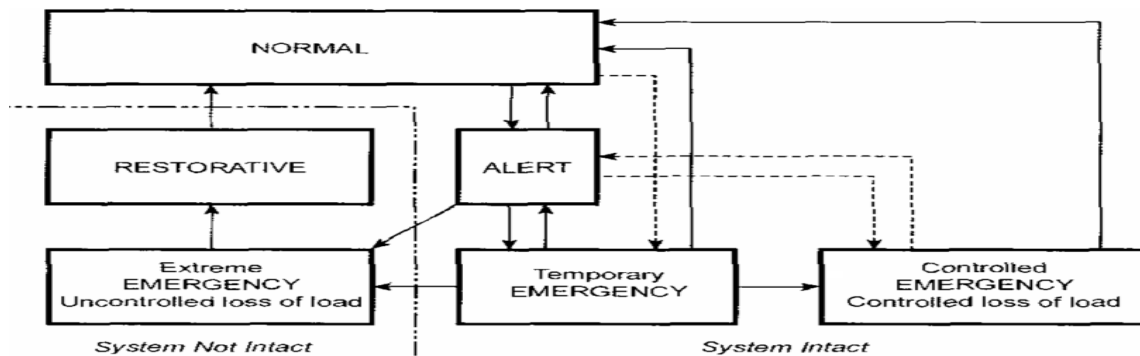 NORMAL
RESTORATIVE
ALERT
Extreme
EMERGENCY
Uncontrolled loss of load
Temporary
EMERGENCY
Controlled
EMERGENCY
Controlled loss of load
System Not Intact
System Intact